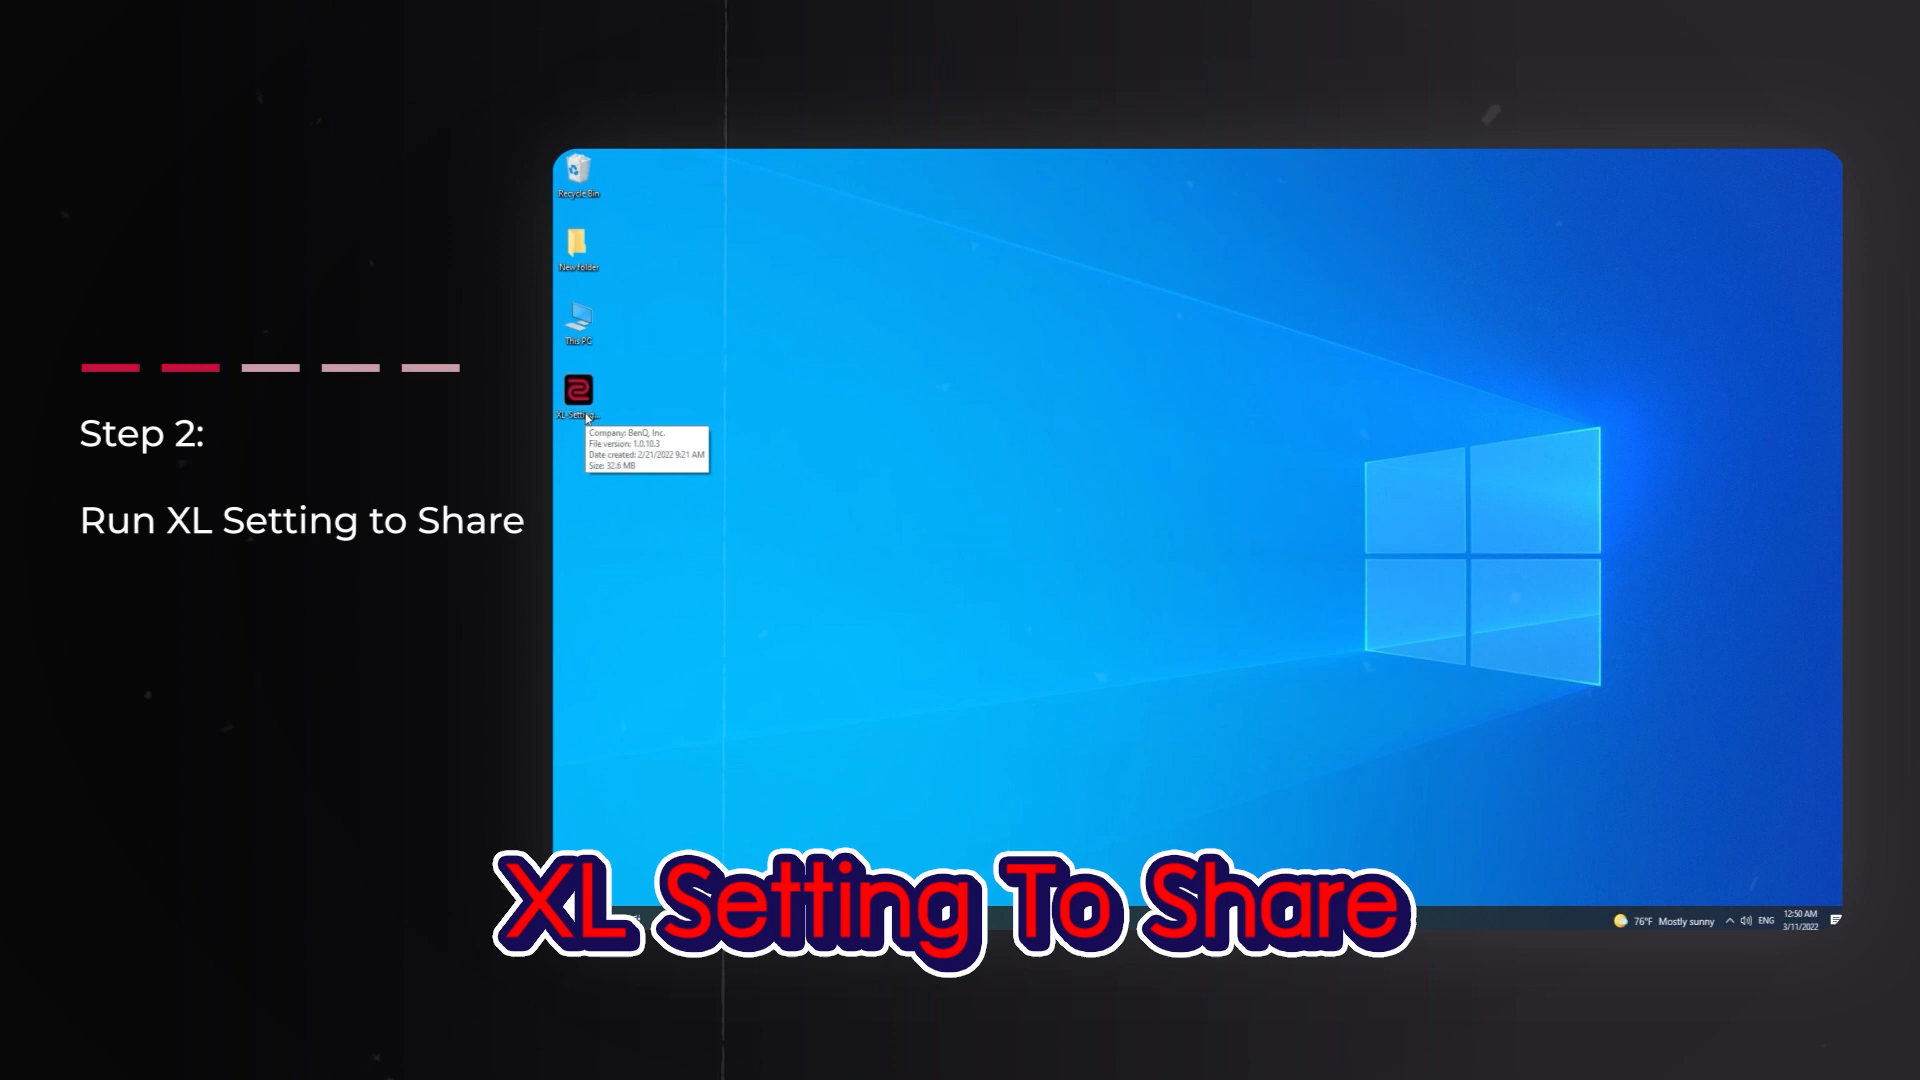 Step 2:
Run XL Setting to Share
Recycle Bin
New folder
This PC
XL Setting...
Company: BenQ, Inc.
File version: 1.0.10.3
Date created: 2/21/2022 9:21 AM
Size: 32.6 MB
XL Setting To Share
76°F Mostly sunny
ENG
12:50 AM
3/11/2022